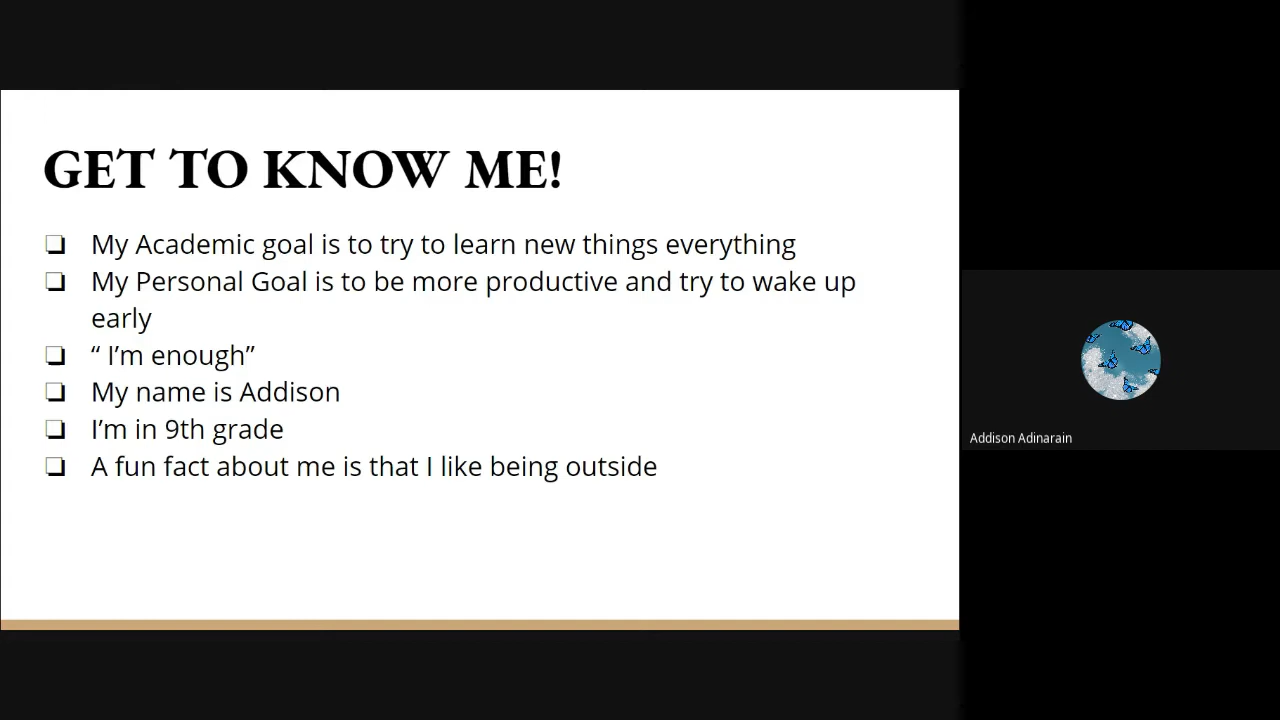 GET TO KNOW ME!
❏ My Academic goal is to try to learn new things everything
❏ My Personal Goal is to be more productive and try to wake up
early
❏ “ I’m enough”
❏ My name is Addison
❏ I’m in 9th grade
❏ A fun fact about me is that I like being outside
Addison Adinarain